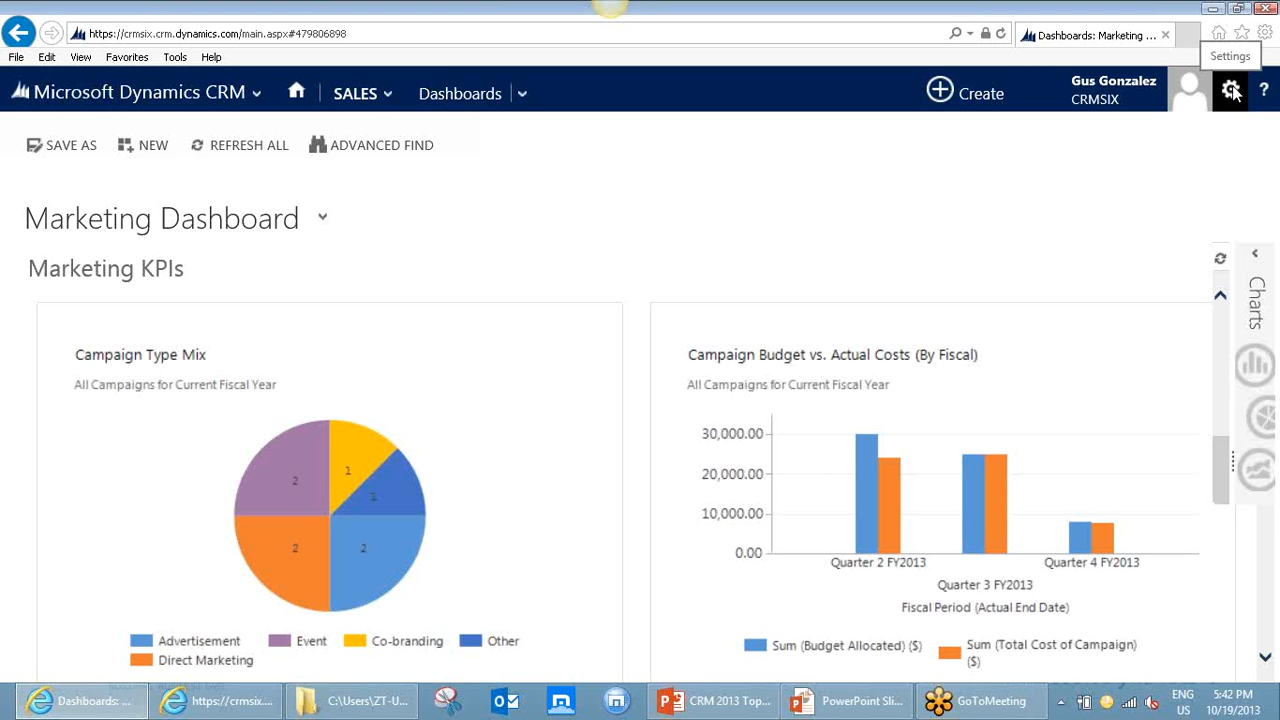 https://crmsix.crm.dynamics.com/main.aspx#479806898
Dashboards: Marketing ...
File Edit View Favorites Tools Help
Settings
Microsoft Dynamics CRM
SALES
Dashboards
Create
Gus Gonzalez
CRMSIX
?
SAVE AS
NEW
REFRESH ALL
ADVANCED FIND
Marketing Dashboard
Marketing KPIs
Charts
Campaign Type Mix
All Campaigns for Current Fiscal Year
1
2
1
2
2
Advertisement
Event
Co-branding
Other
Direct Marketing
Campaign Budget vs. Actual Costs (By Fiscal)
All Campaigns for Current Fiscal Year
30,000.00
20,000.00
10,000.00
0.00
Quarter 2 FY2013
Quarter 3 FY2013
Quarter 4 FY2013
Fiscal Period (Actual End Date)
Sum (Budget Allocated) ($)
Sum (Total Cost of Campaign)
($)
Dashboards: ...
https://crmsix....
C:\Users\ZT-U...
CRM 2013 Top...
PowerPoint Sli...
GoToMeeting
ENG
US
5:42 PM
10/19/2013